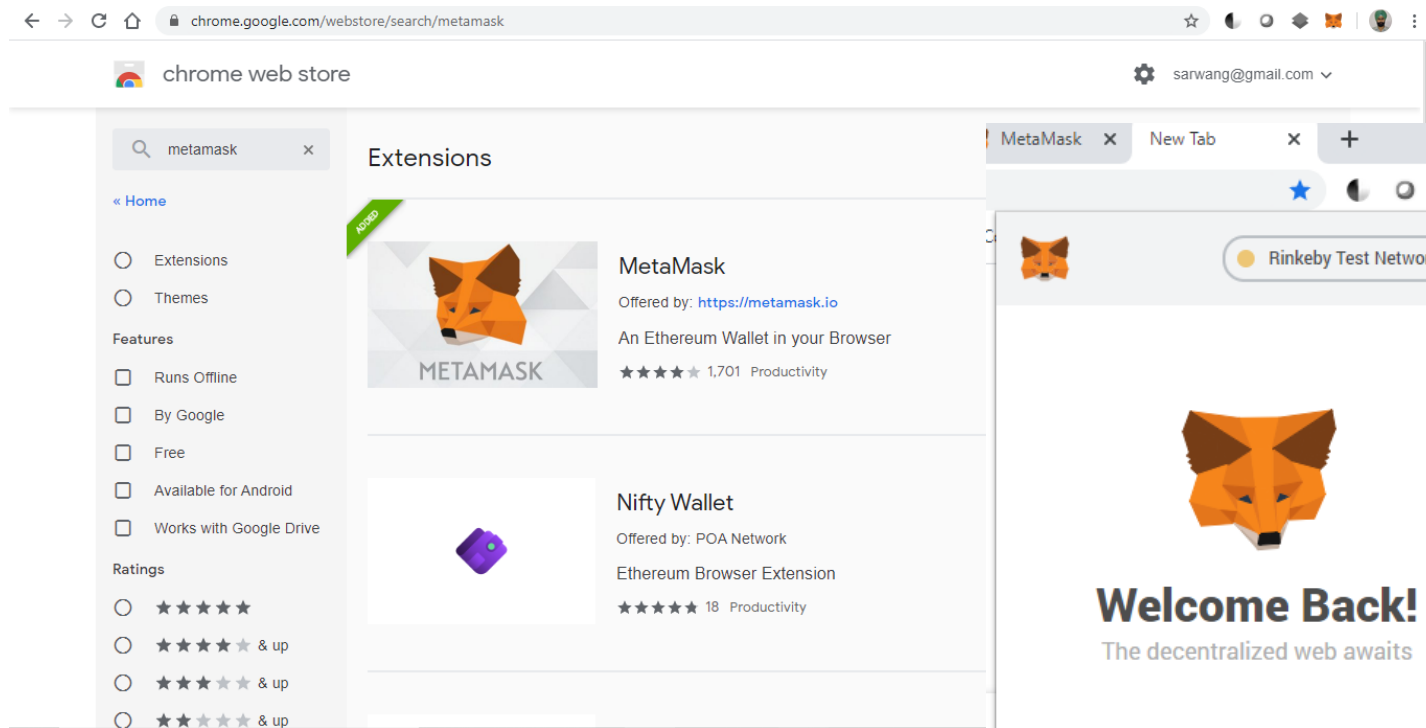 chrome.google.com/webstore/search/metamask
chrome web store
sarwang@gmail.com
metamask
« Home
Extensions
Themes
Features
Runs Offline
By Google
Free
Available for Android
Works with Google Drive
Ratings
& up
& up
& up
Extensions
ADDED
METAMASK
MetaMask
Offered by: https://metamask.io
An Ethereum Wallet in your Browser
1,701 Productivity
Nifty Wallet
Offered by: POA Network
Ethereum Browser Extension
18 Productivity
MetaMask
New Tab
Rinkeby Test Networ
Welcome Back!
The decentralized web awaits